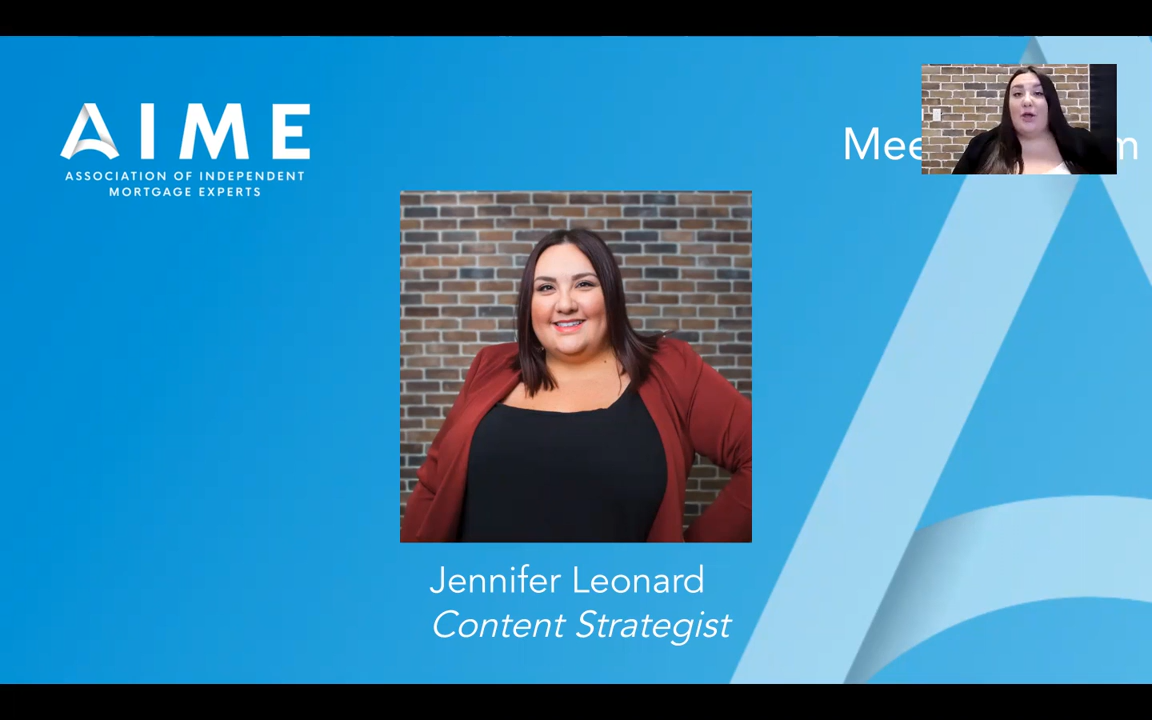 AIME
ASSOCIATION OF INDEPENDENT
MORTGAGE EXPERTS
Jennifer Leonard
Content Strategist